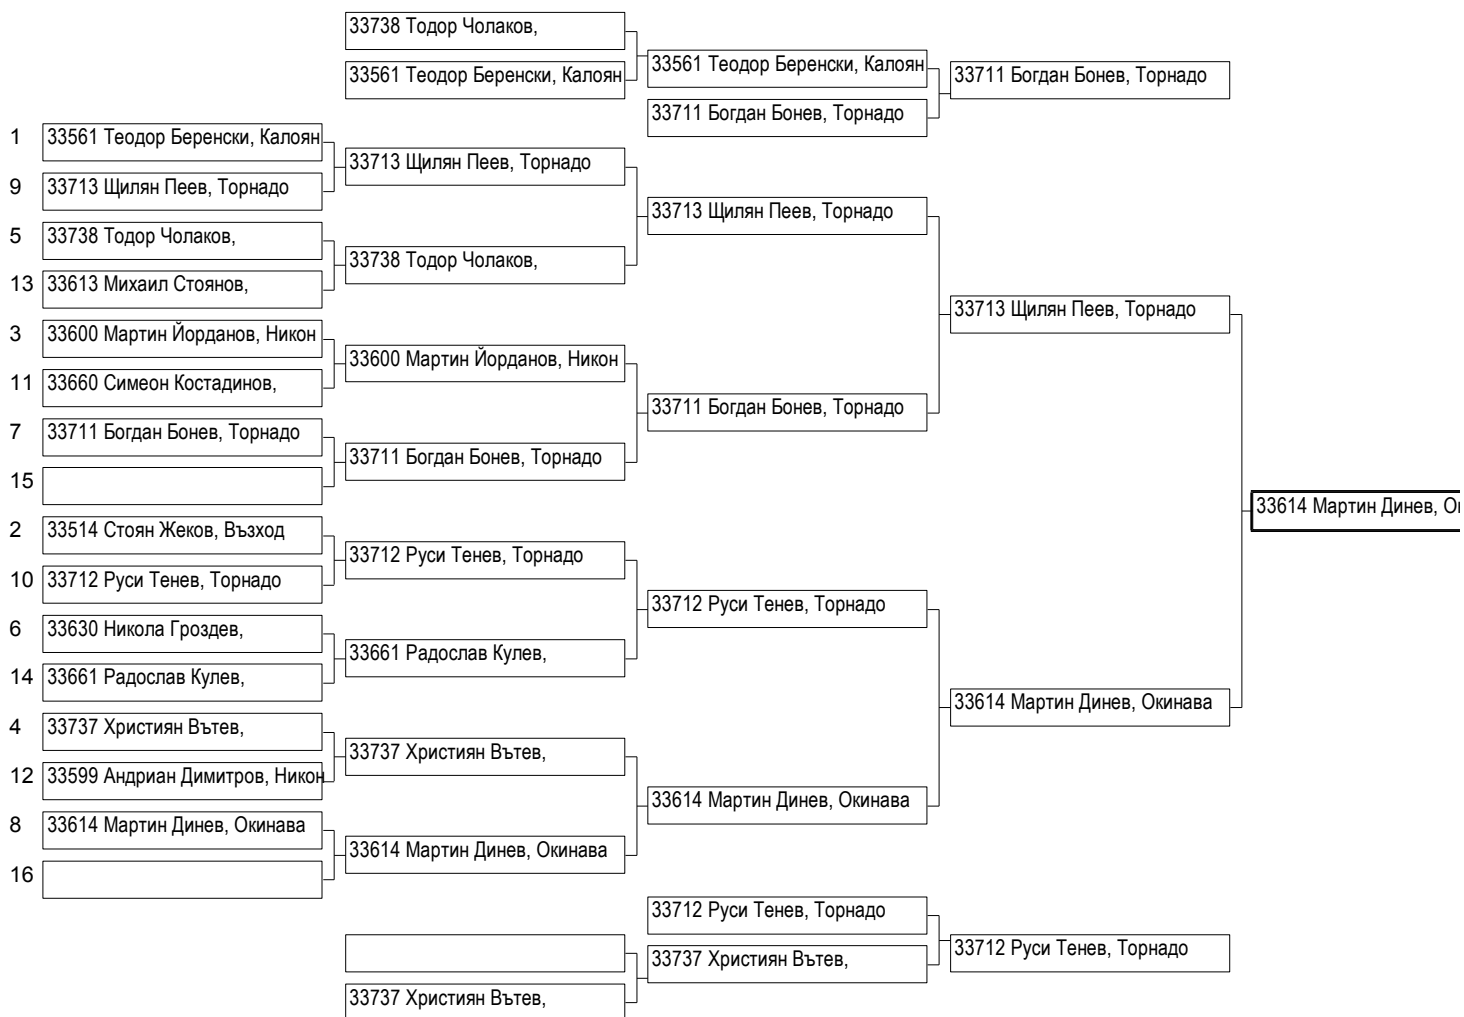 33738 Тодор Чолаков,
33561 Теодор Беренски, Калоян
33561 Теодор Беренски, Калоян
33711 Богдан Бонев, Торнадо
33711 Богдан Бонев, Торнадо
1 33561 Теодор Беренски, Калоян
9 33713 Щилян Пеев, Торнадо
5 33738 Тодор Чолаков,
13 33613 Михаил Стоянов,
3 33600 Мартин Йорданов, Никон
11 33660 Симеон Костадинов,
7 33711 Богдан Бонев, Торнадо
15
2 33514 Стоян Жеков, Възход
10 33712 Руси Тенев, Торнадо
6 33630 Никола Гроздев,
14 33661 Радослав Кулев,
4 33737 Християн Вътев,
12 33599 Андриан Димитров, Никон
8 33614 Мартин Динев, Окинава
16
33713 Щилян Пеев, Торнадо
33738 Тодор Чолаков,
33600 Мартин Йорданов, Никон
33711 Богдан Бонев, Торнадо
33712 Руси Тенев, Торнадо
33661 Радослав Кулев,
33737 Християн Вътев,
33614 Мартин Динев, Окинава
33713 Щилян Пеев, Торнадо
33711 Богдан Бонев, Торнадо
33712 Руси Тенев, Торнадо
33614 Мартин Динев, Окинава
33713 Щилян Пеев, Торнадо
33614 Мартин Динев, Окинава
33614 Мартин Динев,
33737 Християн Вътев,
33712 Руси Тенев, Торнадо
33737 Християн Вътев,
33712 Руси Тенев, Торнадо